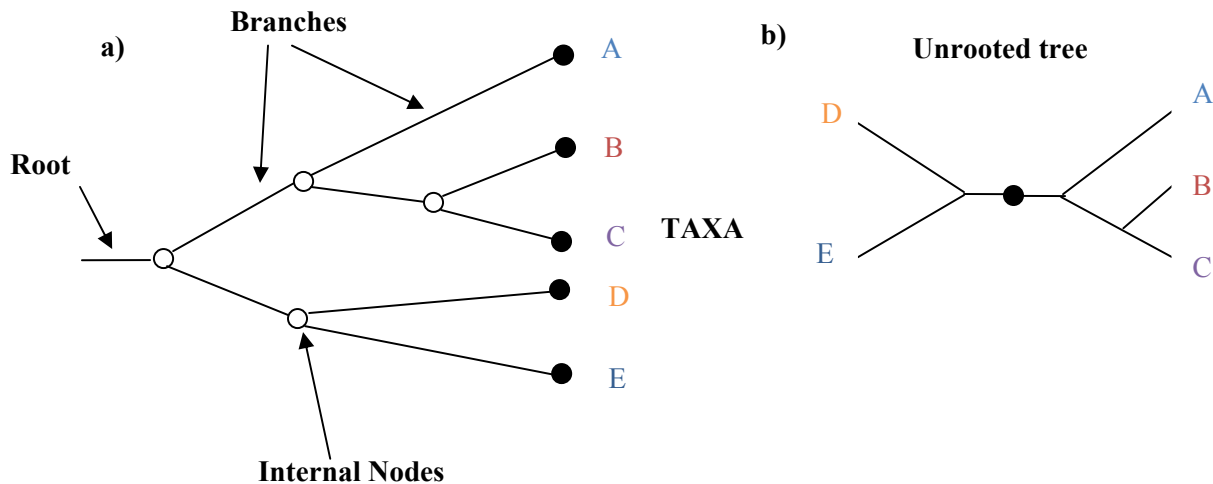 a)
Branches
A
B
Root
C
TAXA
D
E
Internal Nodes
b)
Unrooted tree
D
A
B
E
C